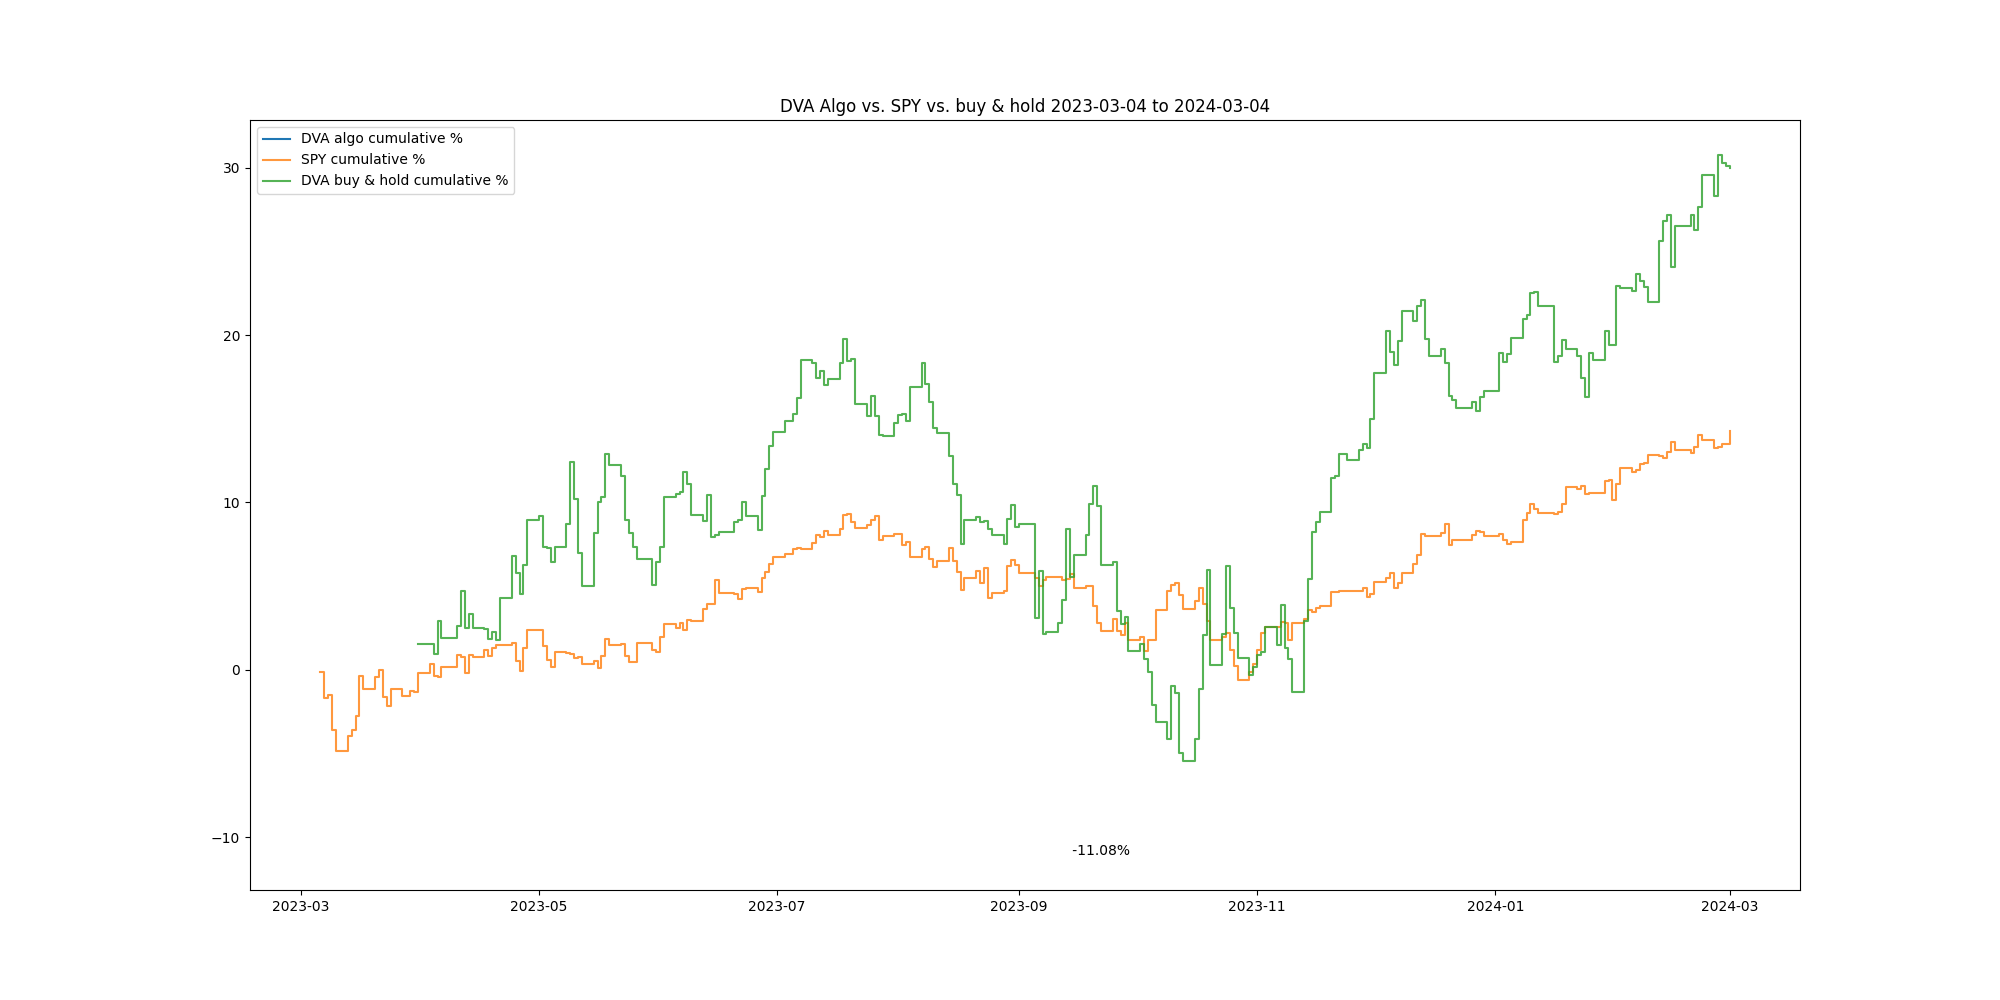 DVA Algo vs. SPY vs. buy & hold 2023-03-04 to 2024-03-04
DVA algo cumulative %
SPY cumulative %
DVA buy & hold cumulative %
30
20
10
0
−10
-11.08%
2023-03 2023-05 2023-07 2023-09 2023-11 2024-01 2024-03